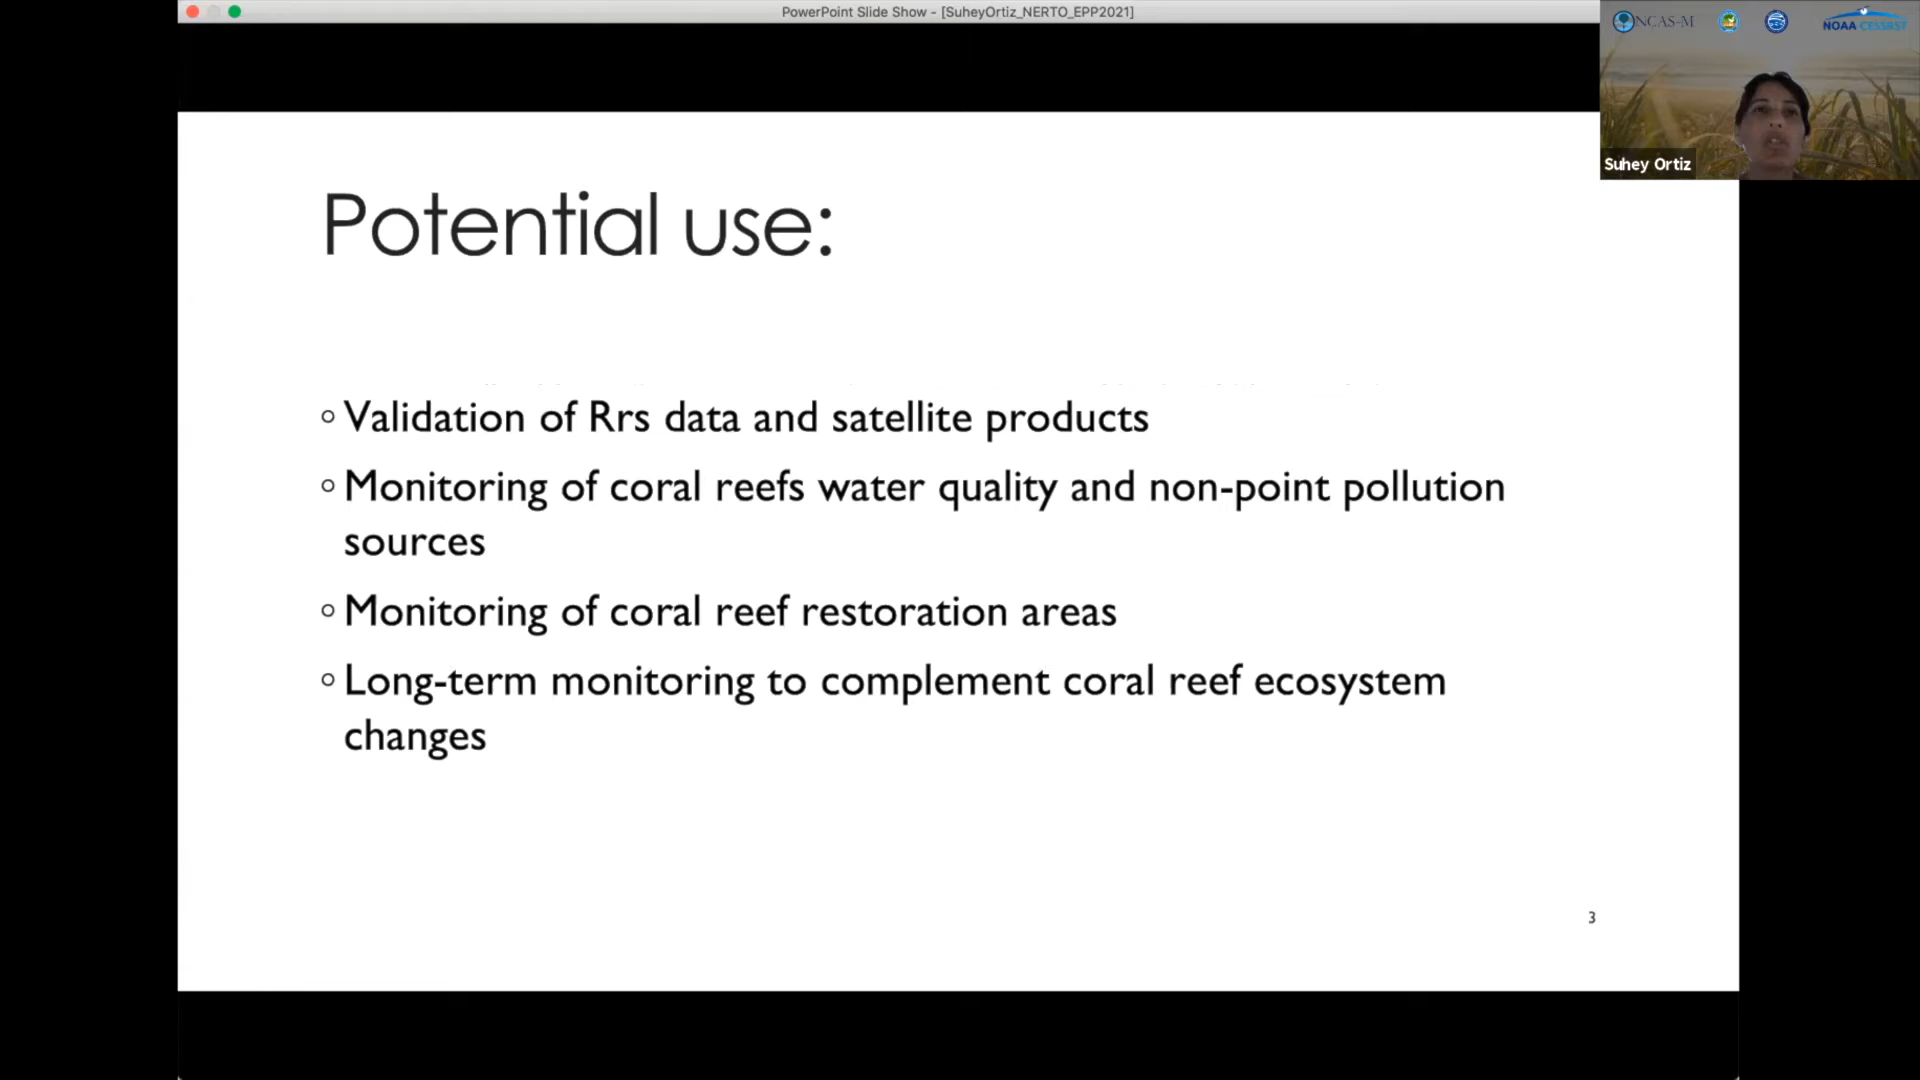 PowerPoint Slide Show - [SuheyOrtiz_NERTO_EPP2021]
NCAS-M
NOAA CESSRST
Suhey Ortiz
Potential use:
◦ Validation of Rrs data and satellite products
◦ Monitoring of coral reefs water quality and non-point pollution
sources
◦ Monitoring of coral reef restoration areas
◦ Long-term monitoring to complement coral reef ecosystem
changes
3